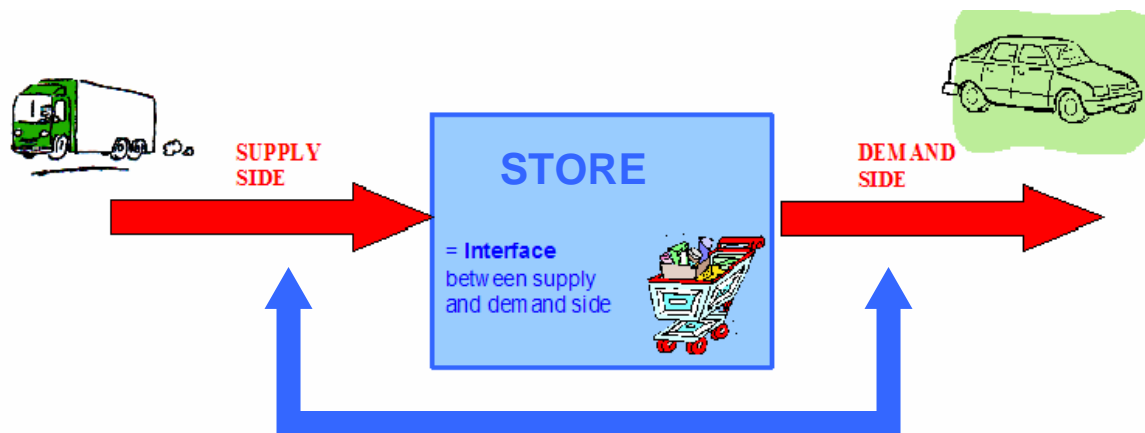 SUPPLY
SIDE
STORE
= Interface
between supply
and demand side
DEMAND
SIDE